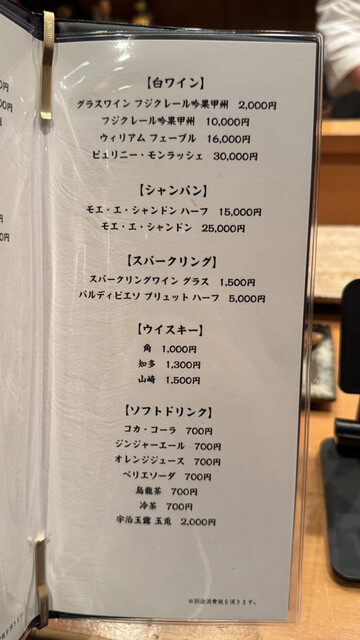 【白ワイン】
グラスワイン フジクレール吟果甲州 2,000円
フジクレール吟果甲州 10,000円
ウィリアム フェーブル 16,000円
ピュリニー・モンラッシェ 30,000円
【シャンパン】
モエ・エ・シャンドン ハーフ 15,000円
モエ・エ・シャンドン 25,000円
【スパークリング】
スパークリングワイン グラス 1,500円
バルディビエソ ブリュット ハーフ 5,000円
【ウイスキー】
角 1,000円
知多 1,300円
山崎 1,500円
【ソフトドリンク】
コカ・コーラ 700円
ジンジャーエール 700円
オレンジジュース 700円
ペリエソーダ 700円
烏龍茶 700円
冷茶 700円
宇治玉露 玉兎 2,000円
※別途消費税を頂きます。